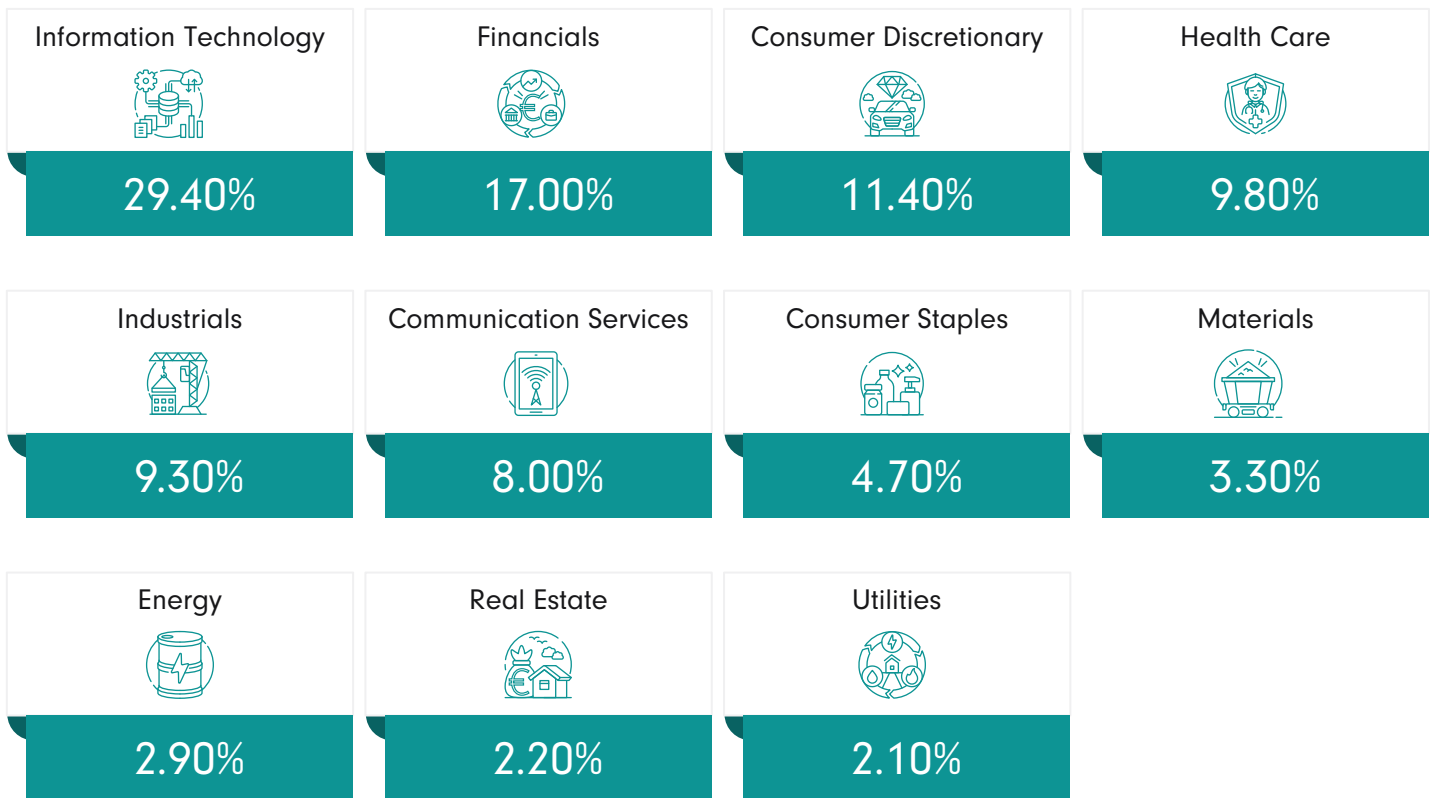 Information Technology
29.40%
Financials
17.00%
Consumer Discretionary
11.40%
Health Care
9.80%
Industrials
9.30%
Communication Services
8.00%
Consumer Staples
4.70%
Materials
3.30%
Energy
2.90%
Real Estate
2.20%
Utilities
2.10%